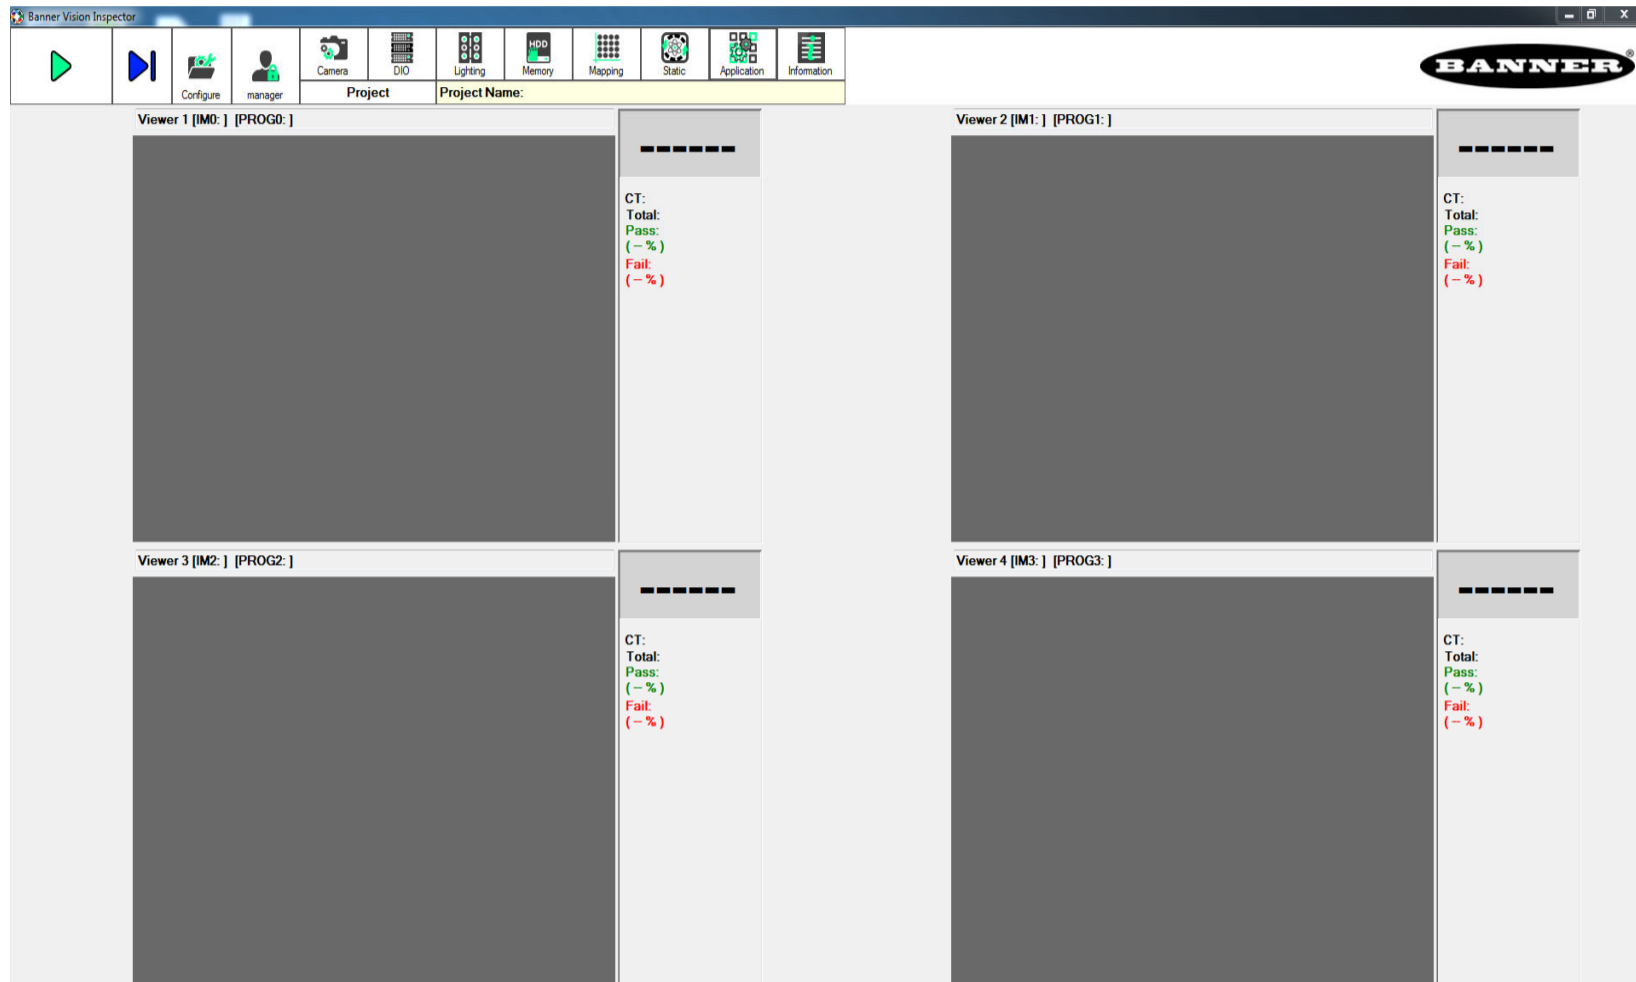 Banner Vision Inspector
Configure
manager
Camera
DIO
Lighting
HDD
Memory
Mapping
Static
Application
Infomation
Project
Project Name:
BANNER®
Viewer 1 [IM0: ] [PROG0: ]
------
CT:
Total:
Pass:
( -- % )
Fail:
( -- % )
Viewer 2 [IM1: ] [PROG1: ]
------
CT:
Total:
Pass:
( -- % )
Fail:
( -- % )
Viewer 3 [IM2: ] [PROG2: ]
------
CT:
Total:
Pass:
( -- % )
Fail:
( -- % )
Viewer 4 [IM3: ] [PROG3: ]
------
CT:
Total:
Pass:
( -- % )
Fail:
( -- % )